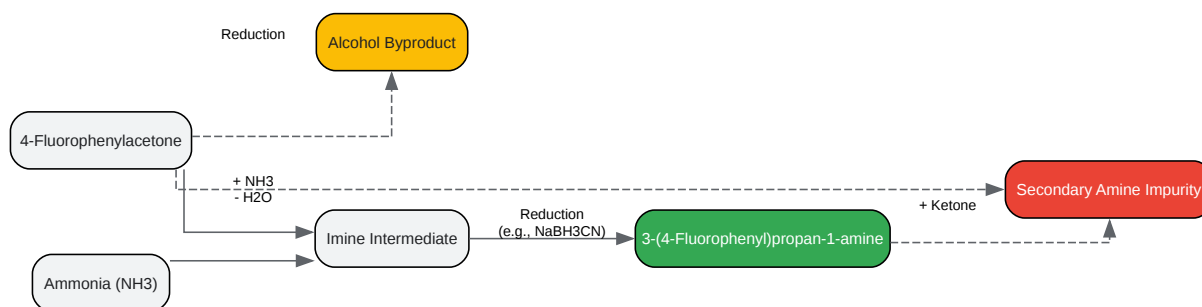 Reduction
Alcohol Byproduct
4-Fluorophenylacetone
+ NH3
- H2O
Secondary Amine Impurity
+ Ketone
Imine Intermediate
Reduction
(e.g., NaBH3CN)
3-(4-Fluorophenyl)propan-1-amine
Ammonia (NH3)